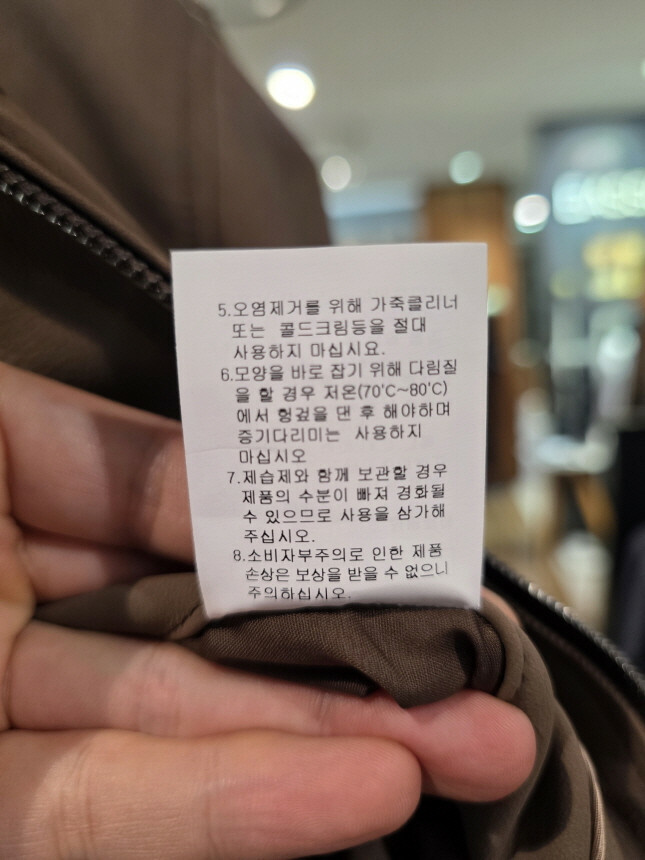 5.오염제거를 위해 가죽클리너
또는 콜드크림등을 절대
사용하지 마십시요.
6.모양을 바로 잡기 위해 다림질
을 할 경우 저온(70'C~80'C)
에서 헝겊을 댄 후 해야하며
증기다리미는 사용하지
마십시오
7.제습제와 함께 보관할 경우
제품의 수분이 빠져 경화될
수 있으므로 사용을 삼가해
주십시오.
8.소비자부주의로 인한 제품
손상은 보상을 받을 수 없으니
주의하십시오.